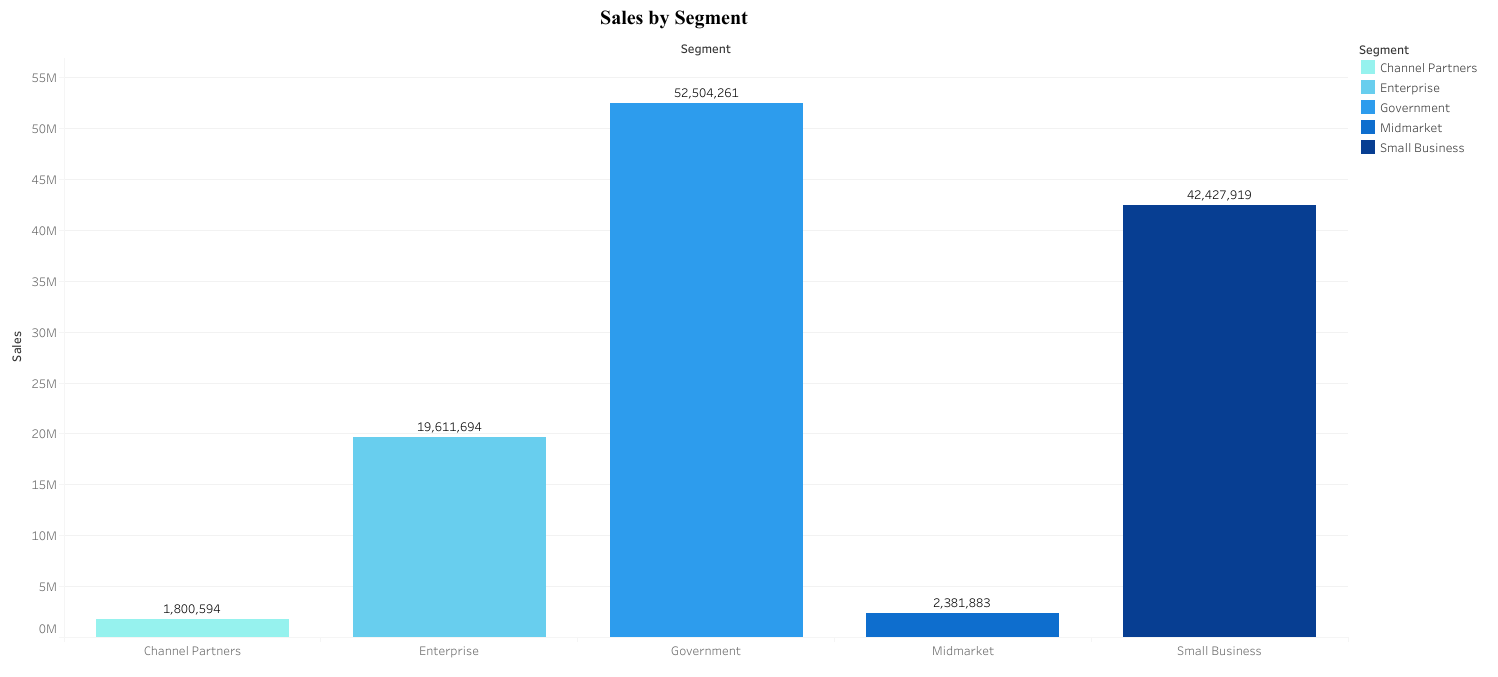 Sales by Segment
Segment
Segment
Channel Partners
Enterprise
Government
Midmarket
Small Business
Sales
55M
50M
45M
40M
35M
30M
25M
20M
15M
10M
5M
0M
1,800,594
19,611,694
52,504,261
2,381,883
42,427,919
Channel Partners
Enterprise
Government
Midmarket
Small Business